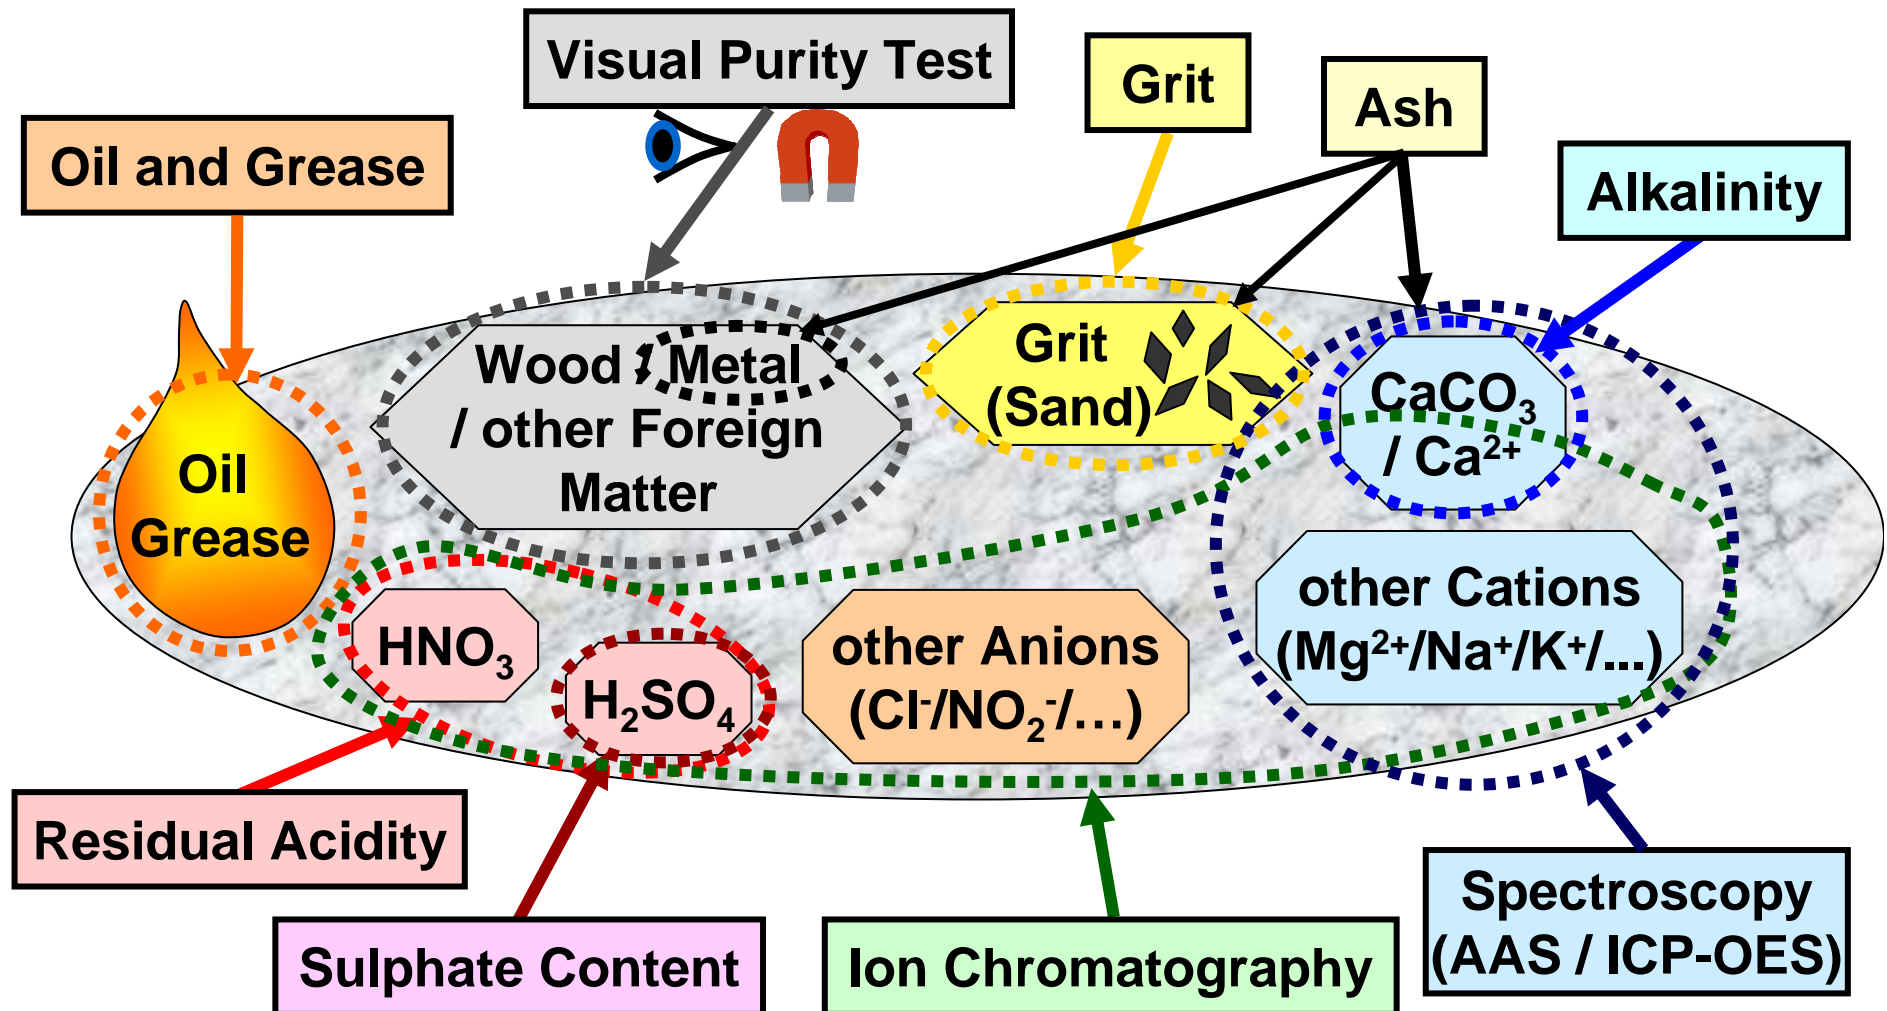 Visual Purity Test
Grit
Ash
Oil and Grease
Alkalinity
Wood / Metal
/ other Foreign
Matter
Grit
(Sand)
CaCO₃
/ Ca²⁺
Oil
Grease
HNO₃
H₂SO₄
other Anions
(Cl⁻/NO₂⁻/…)
other Cations
(Mg²⁺/Na⁺/K⁺/...)
Residual Acidity
Sulphate Content
Ion Chromatography
Spectroscopy
(AAS / ICP-OES)